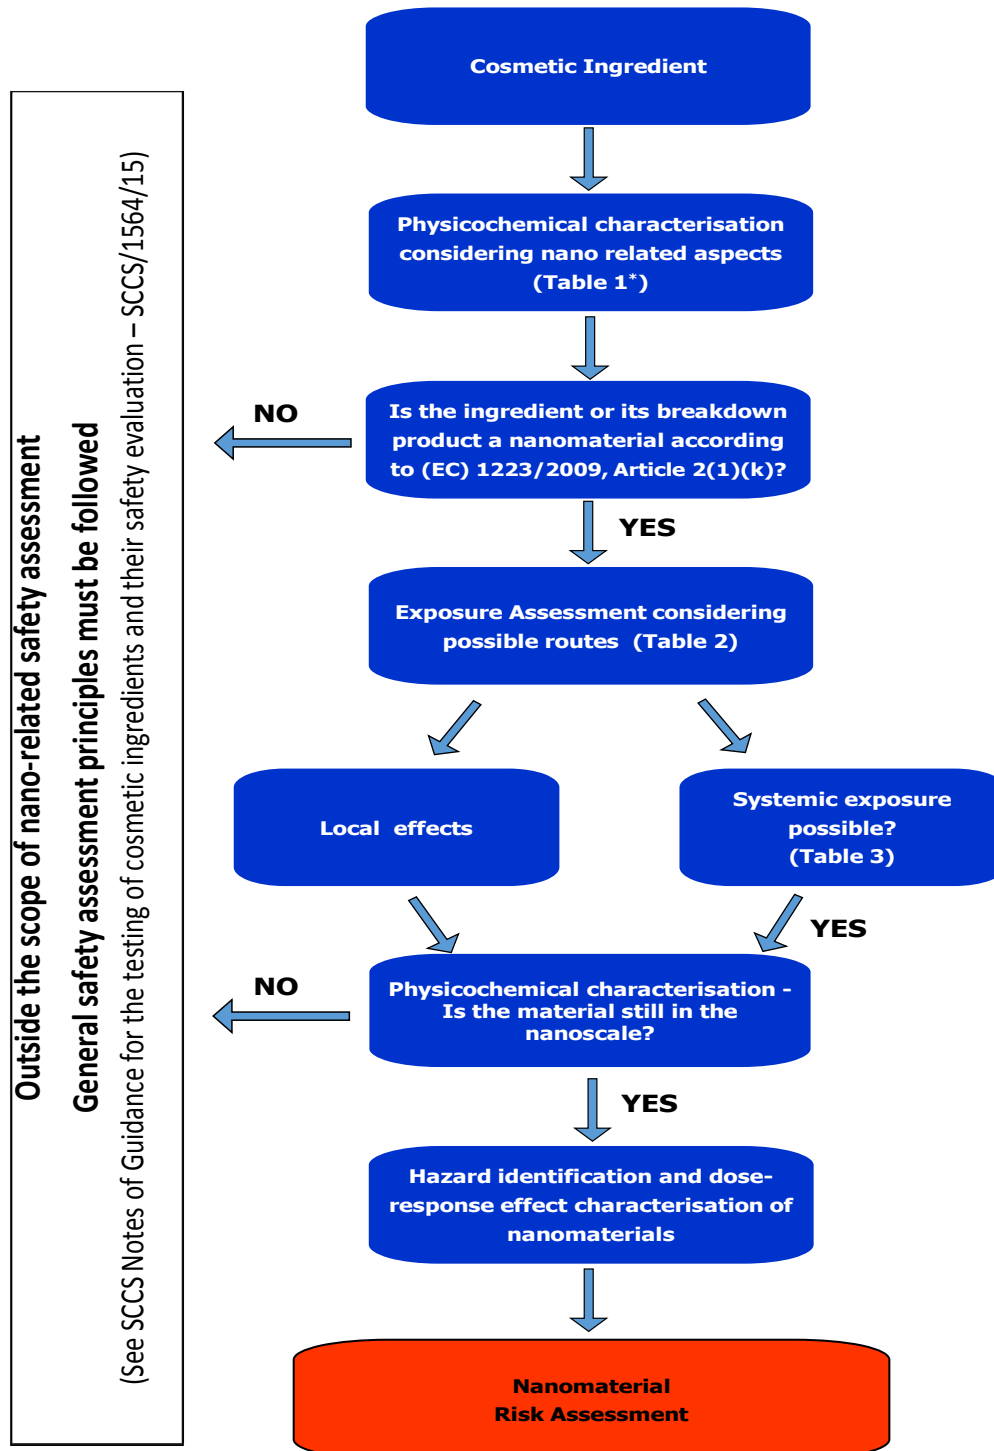 Cosmetic Ingredient
Physicochemical characterisation
considering nano related aspects
(Table 1*)
Is the ingredient or its breakdown
product a nanomaterial according
to (EC) 1223/2009, Article 2(1)(k)?
NO
YES
Exposure Assessment considering
possible routes (Table 2)
Local effects
Systemic exposure
possible?
(Table 3)
YES
Physicochemical characterisation -
Is the material still in the
nanoscale?
NO
YES
Hazard identification and dose-
response effect characterisation of
nanomaterials
Nanomaterial
Risk Assessment
Outside the scope of nano-related safety assessment
General safety assessment principles must be followed
(See SCCS Notes of Guidance for the testing of cosmetic ingredients and their safety evaluation – SCCS/1564/15)